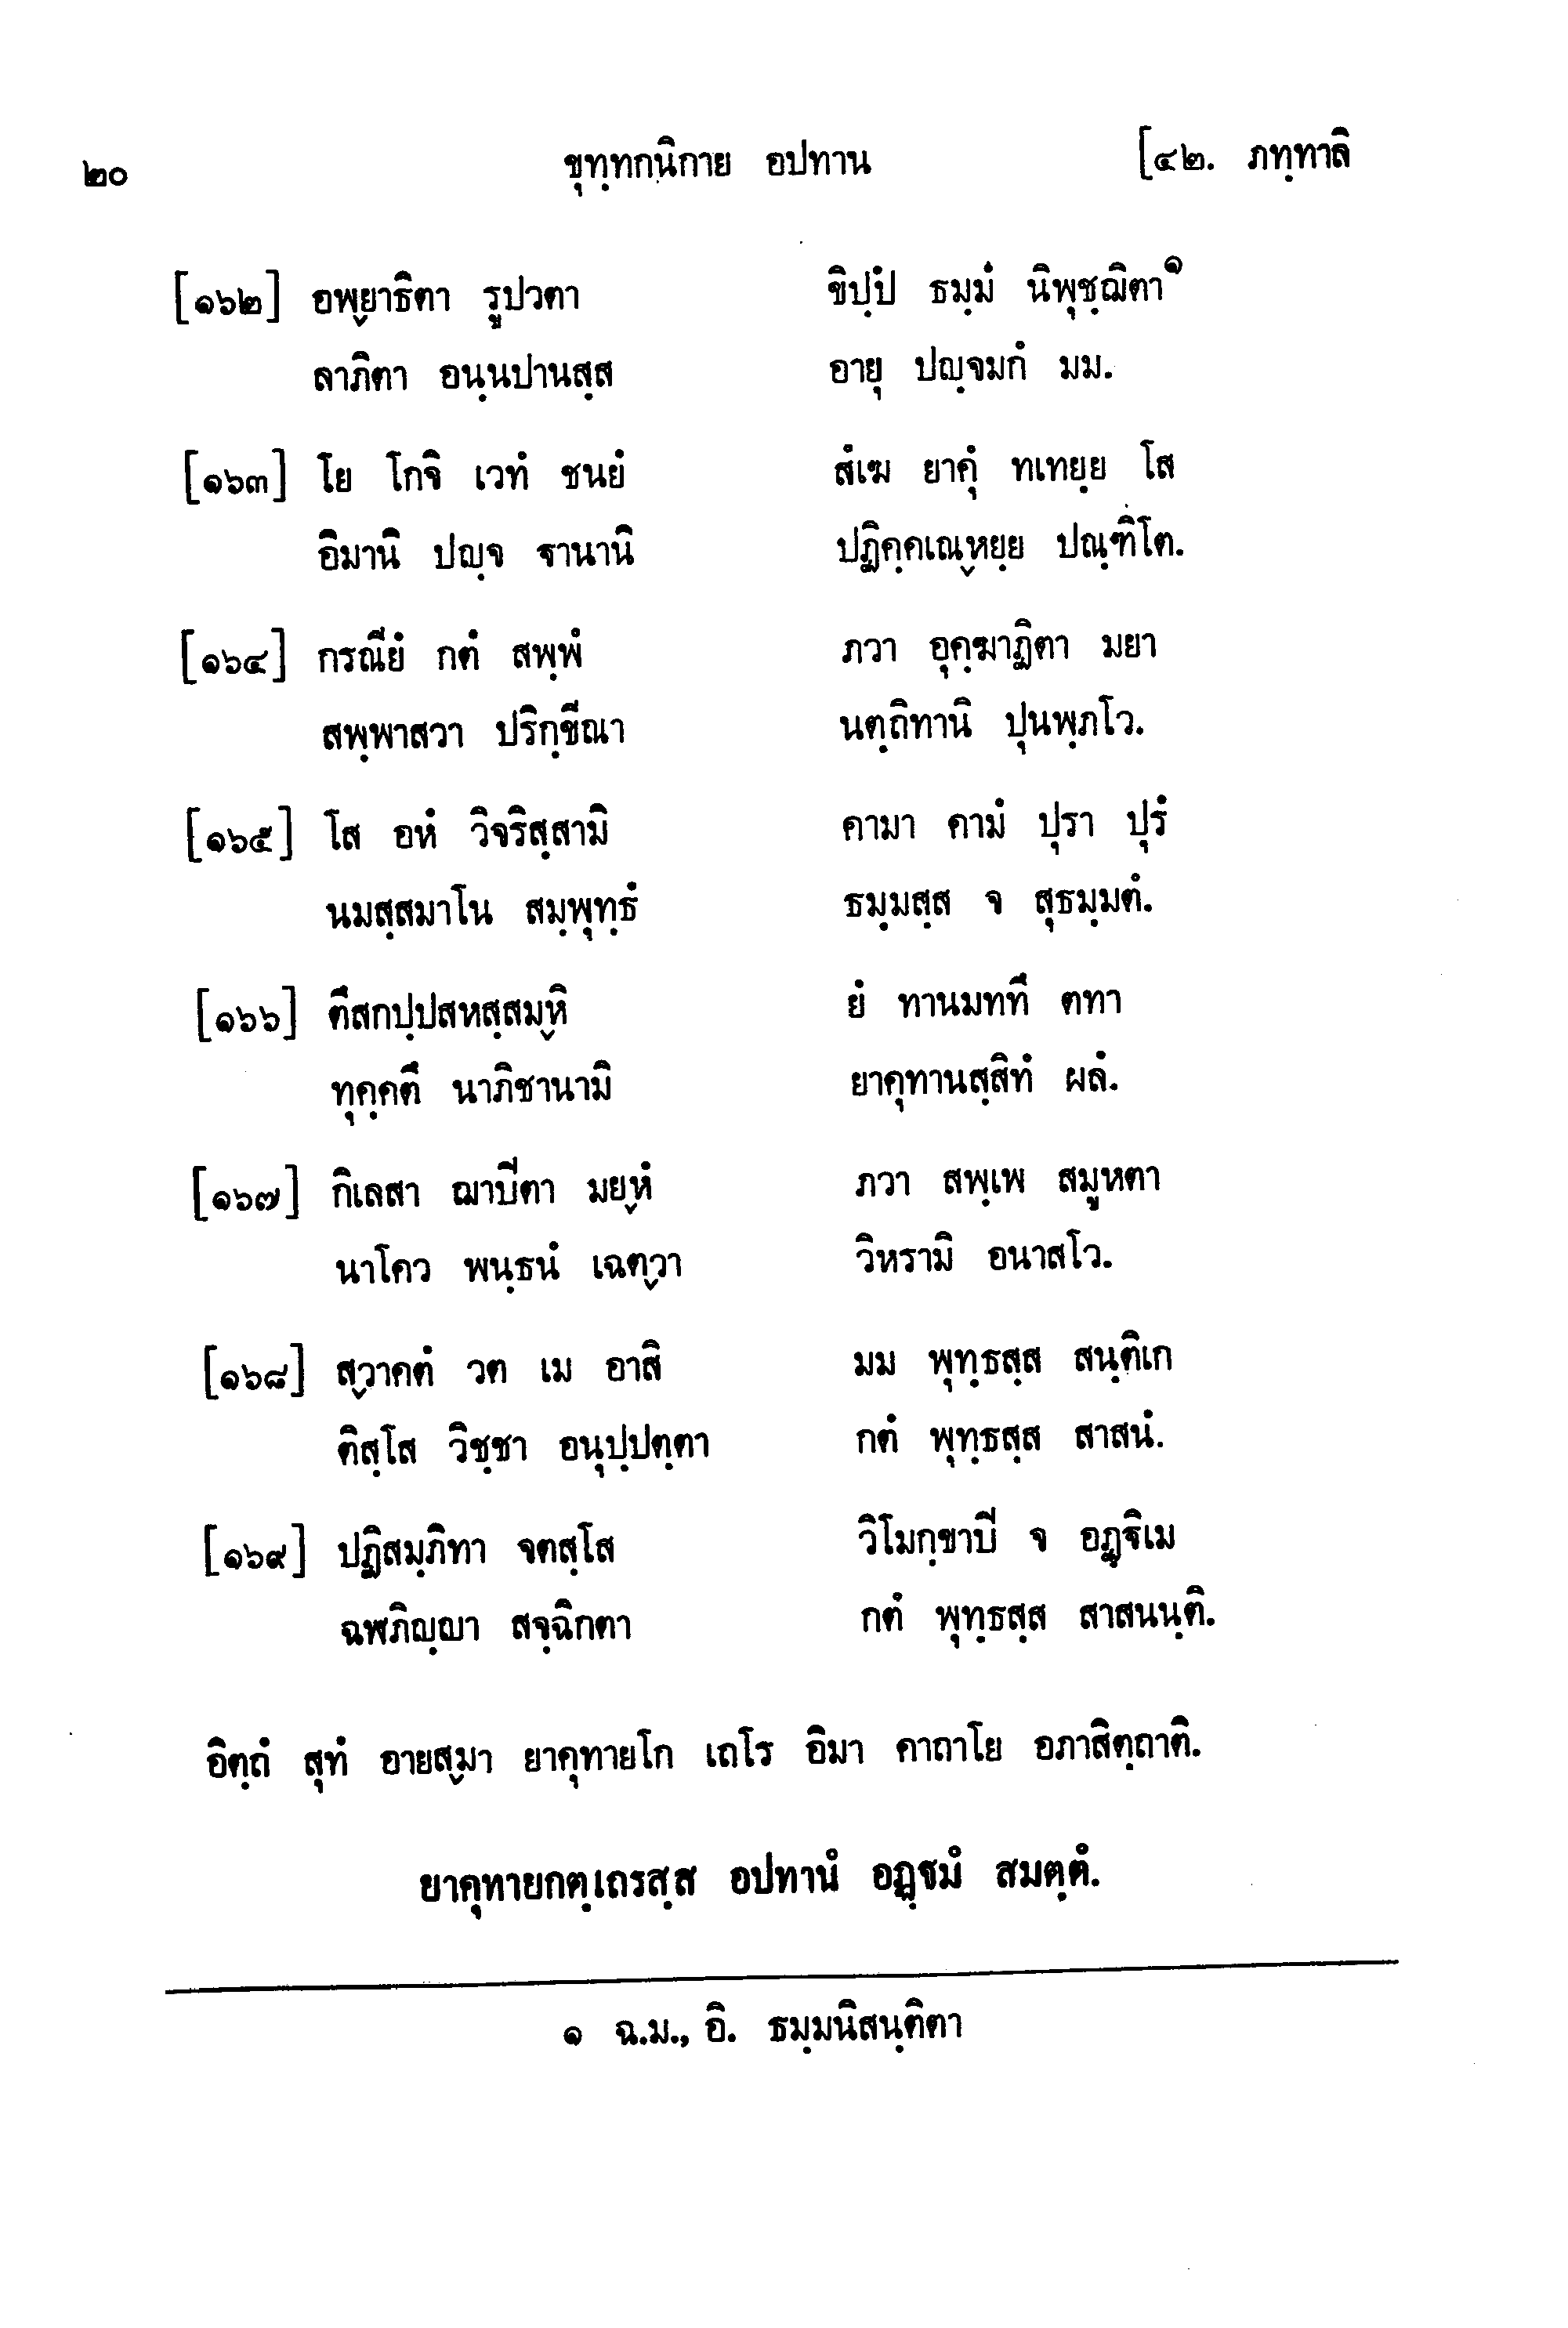 ๒๐ ขุทฺทกนิกาย อปทาน [๔๒. ภทฺทาลิ
[๑๖๒] อพฺยาธิตา รูปวตา ขิปฺปํ ธมฺมํ นิพุชฺฌิตา๑
ลาภิตา อนฺนปานสฺส อายุ ปญฺจมกํ มม.
[๑๖๓] โย โกจิ เวทํ ชนยํ สํเฆ ยาคุํ ทเทยฺย โส
อิมานิ ปญฺจ ฐานานิ ปฏิคฺคเณฺหยฺย ปณฺฑิโต.
[๑๖๔] กรณียํ กตํ สพฺพํ ภวา อุคฺฆาฏิตา มยา
สพฺพาสวา ปริกฺขีณา นตฺถิทานิ ปุนพฺภโว.
[๑๖๕] โส อหํ วิจริสฺสามิ คามา คามํ ปุรา ปุรํ
นมสฺสมาโน สมฺพุทฺธํ ธมฺมสฺส จ สุธมฺมตํ.
[๑๖๖] ตึสกปฺปสหสฺสมฺหิ ยํ ทานมททึ ตทา
ทุคฺคตึ นาภิชานามิ ยาคุทานสฺสิทํ ผลํ.
[๑๖๗] กิเลสา ฌาปีตา มยฺหํ ภวา สพฺเพ สมูหตา
นาโคว พนฺธนํ เฉตฺวา วิหรามิ อนาสโว.
[๑๖๘] สฺวาคตํ วต เม อาสิ มม พุทฺธสฺส สนฺติเก
ติสฺโส วิชฺชา อนุปฺปตฺตา กตํ พุทฺธสฺส สาสนํ.
[๑๖๙] ปฏิสมฺภิทา จตสฺโส วิโมกฺขาปี จ อฏฺฐิเม
ฉฬภิญฺญา สจฺฉิกตา กตํ พุทฺธสฺส สาสนนฺติ.
อิตฺถํ สุทํ อายสฺมา ยาคุทายโก เถโร อิมา คาถาโย อภาสิตฺถาติ.
ยาคุทายกตฺเถรสฺส อปทานํ อฏฺฐมํ สมตฺตํ.
๑ ฉ.ม., อิ. ธมฺมนิสนฺติตา